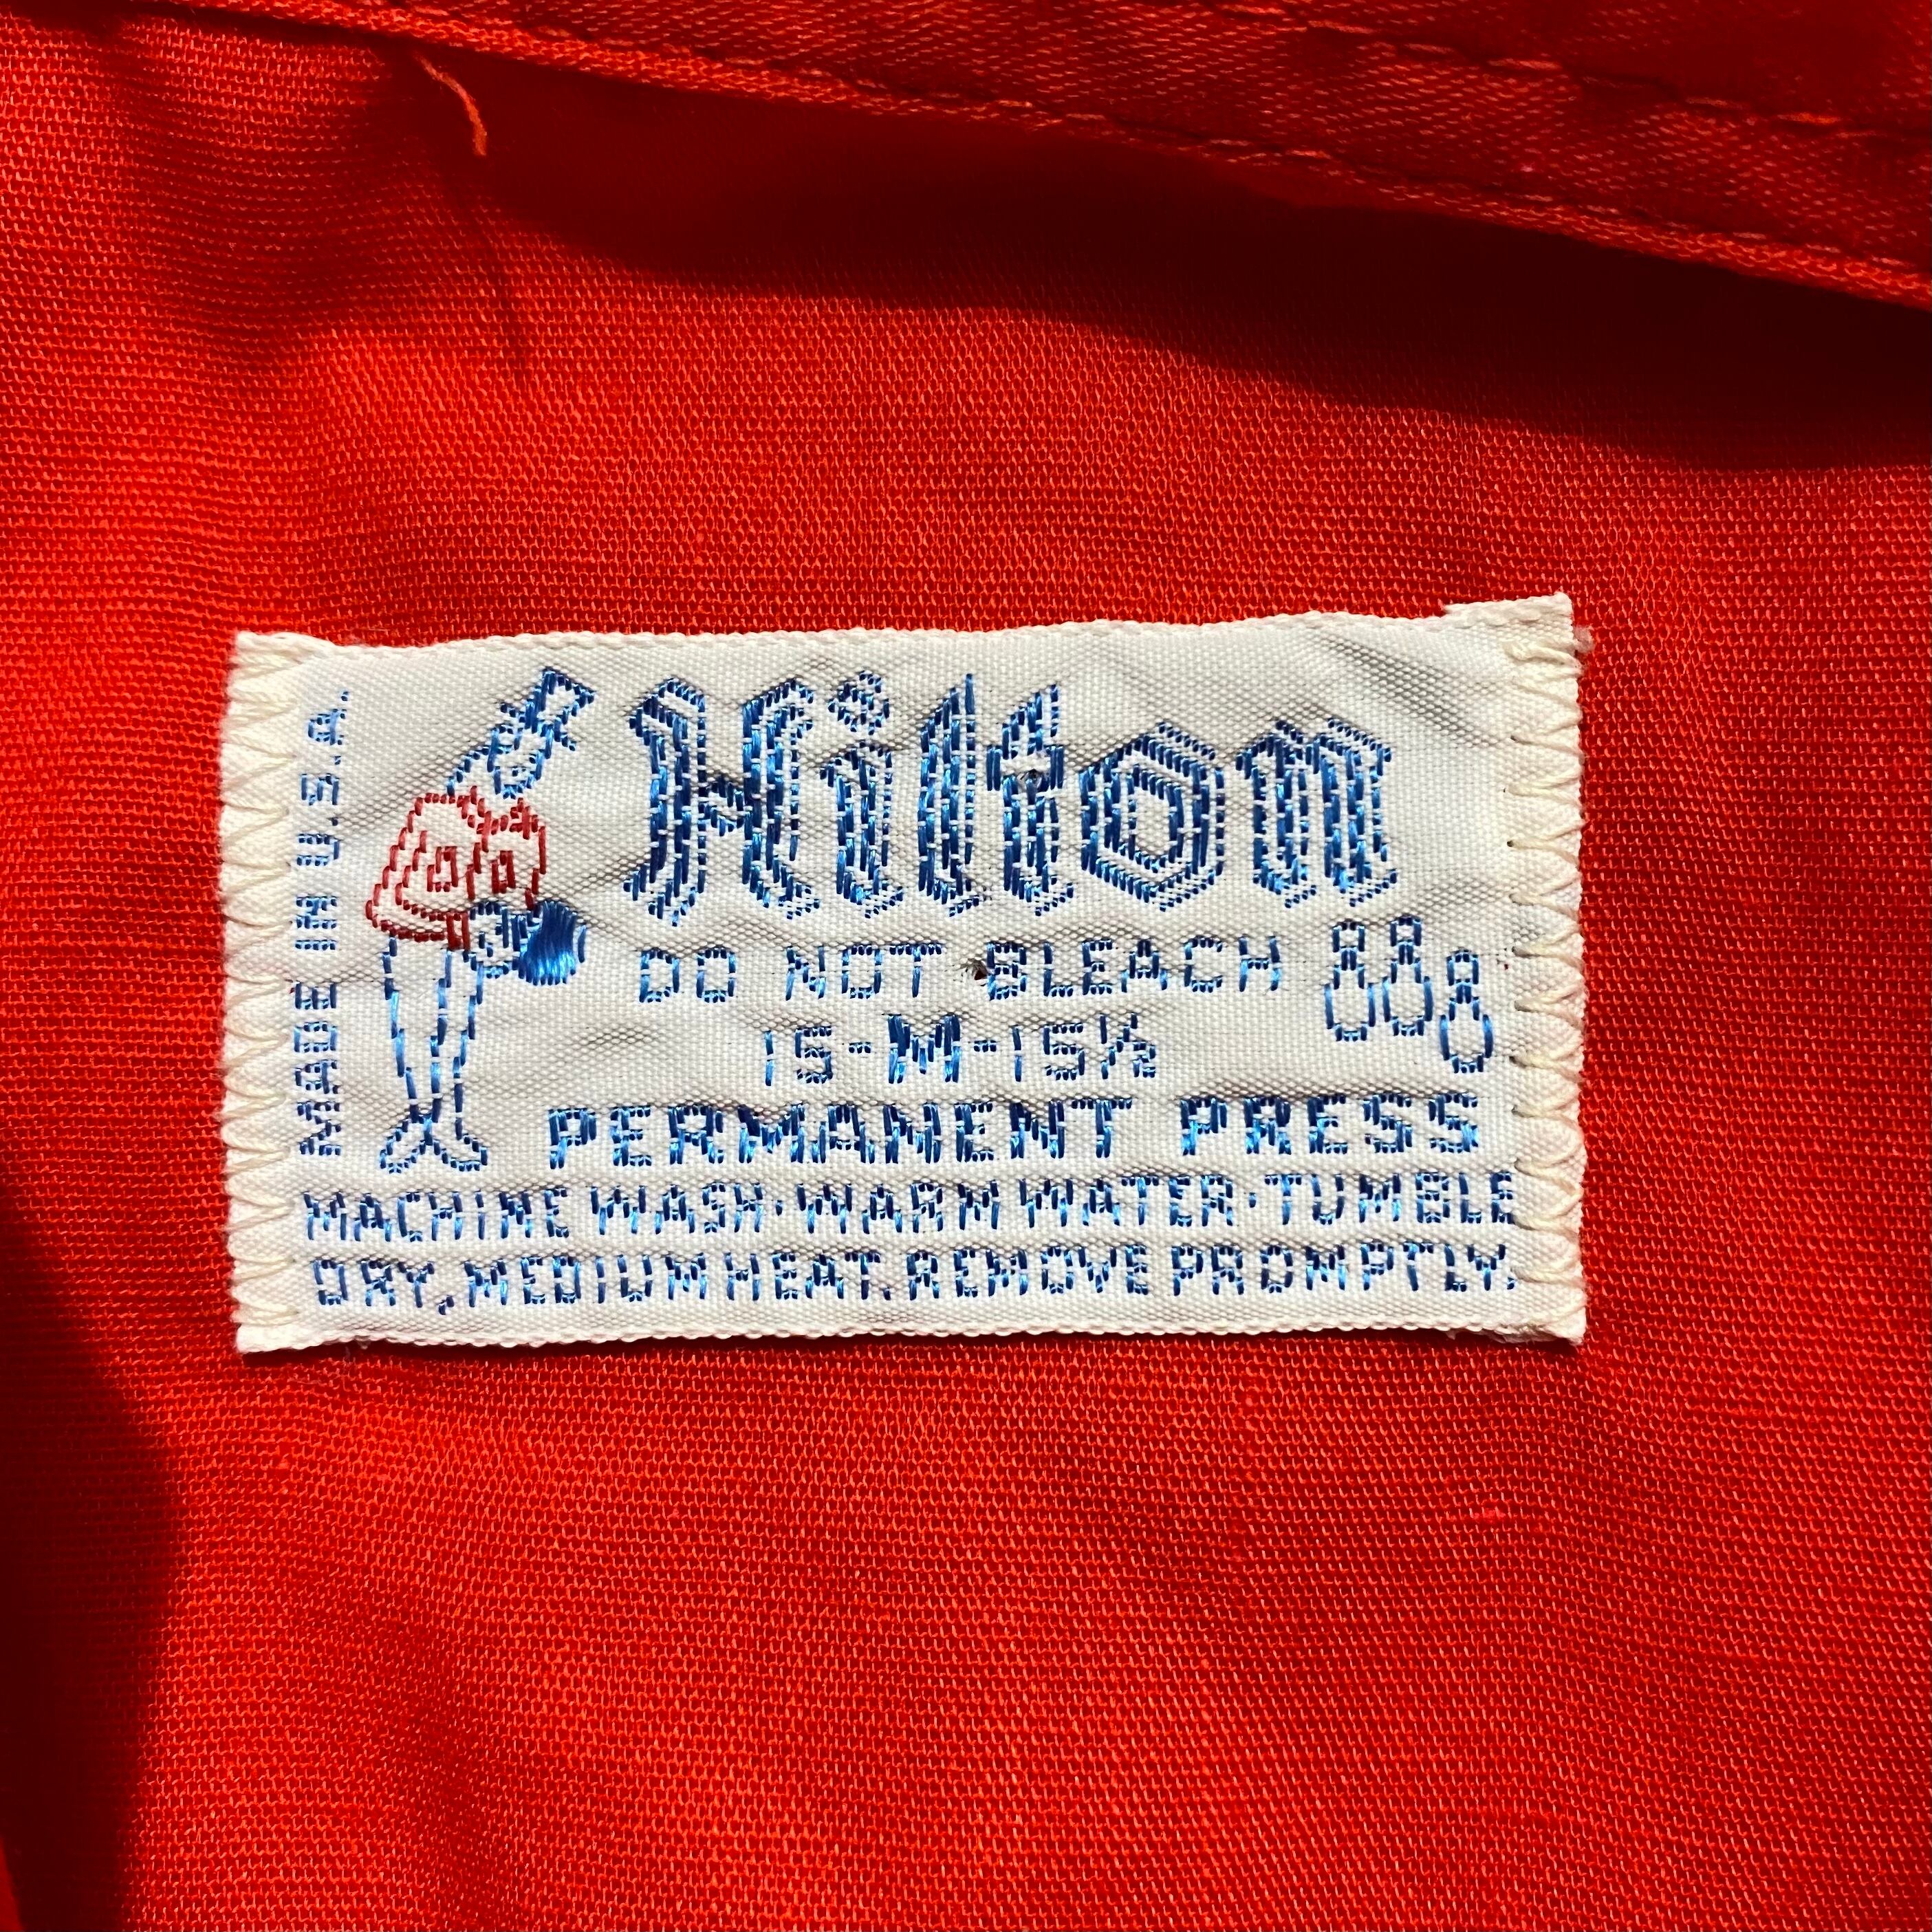 MADE IN U.S.A.
Hilton
DO NOT BLEACH
15-M-15½
PERMANENT PRESS
MACHINE WASH·WARM WATER·TUMBLE
DRY, MEDIUM HEAT. REMOVE PROMPTLY.